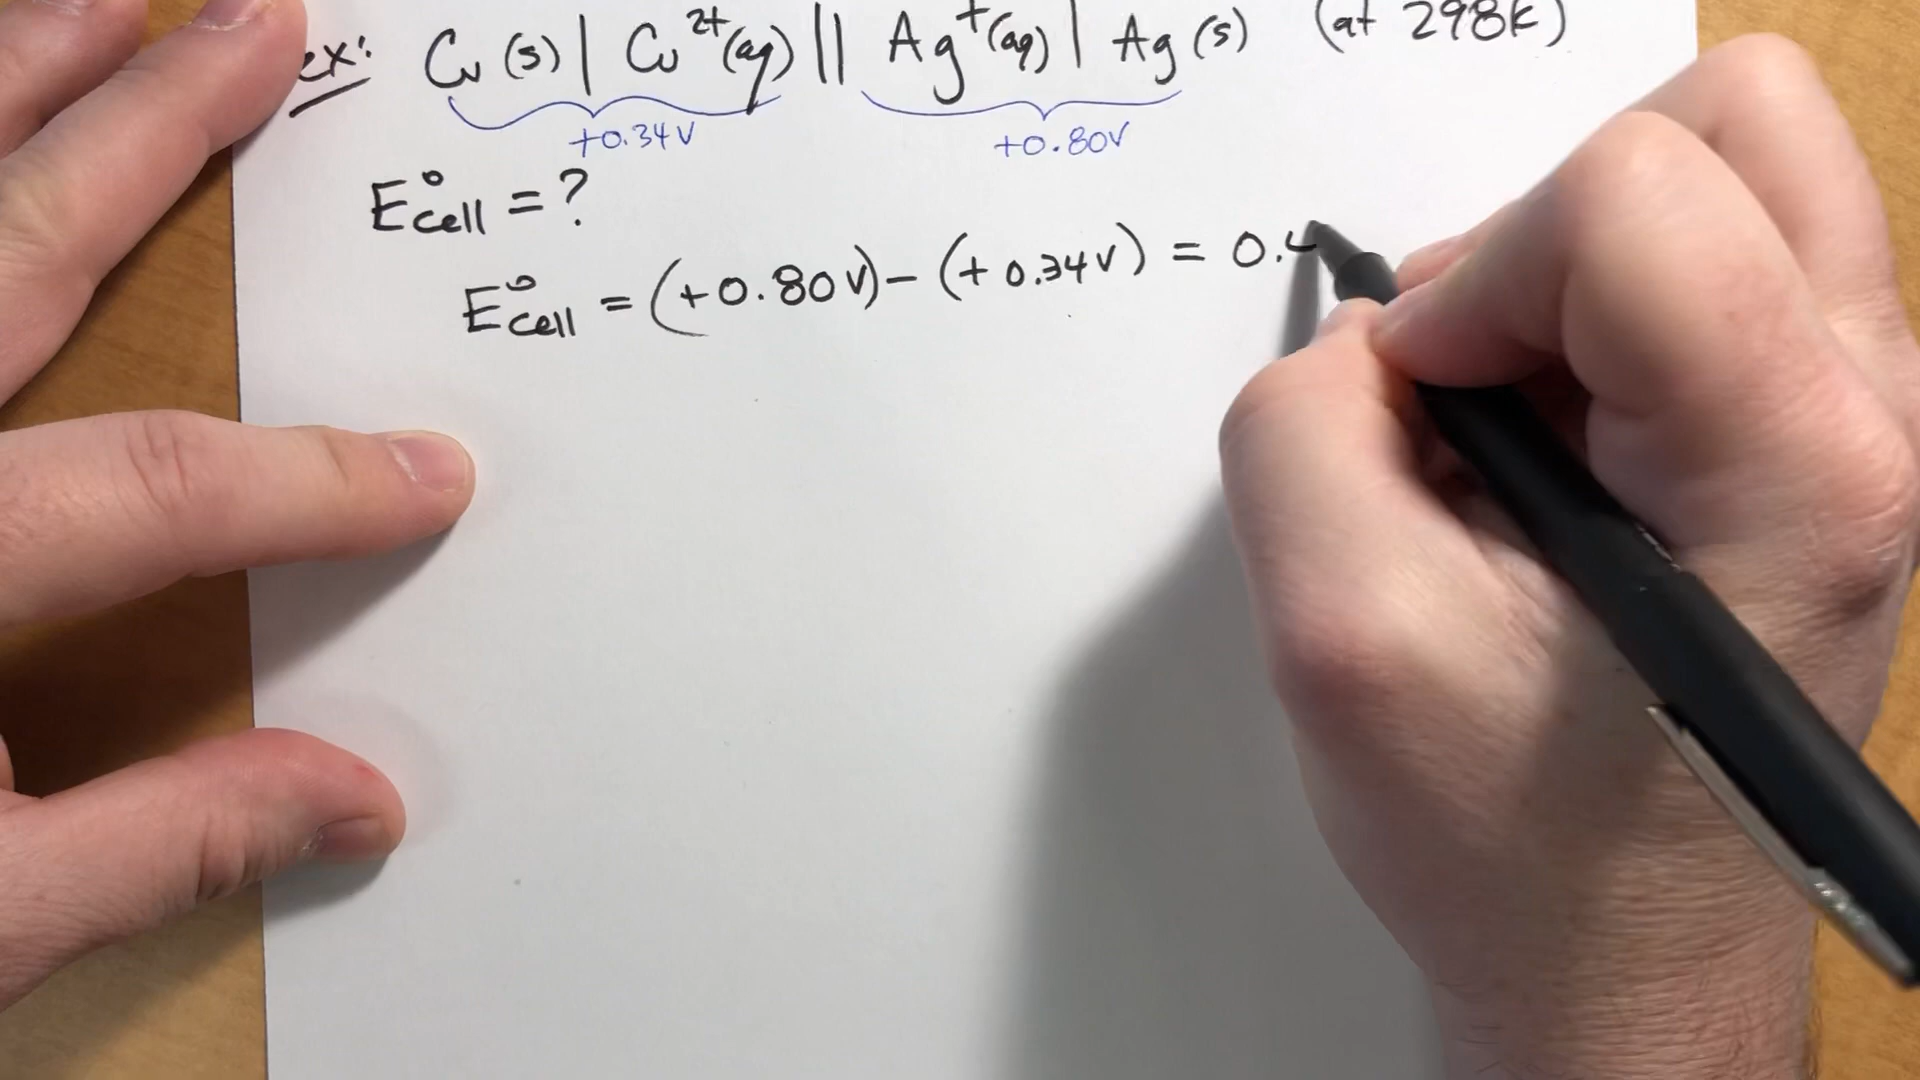 ex: Cu (s) | Cu²⁺(aq) || Ag⁺(aq) | Ag (s) (at 298K)
+0.34V +0.80V
E°cell = ?
E°cell = (+0.80V) - (+0.34V) = 0.4